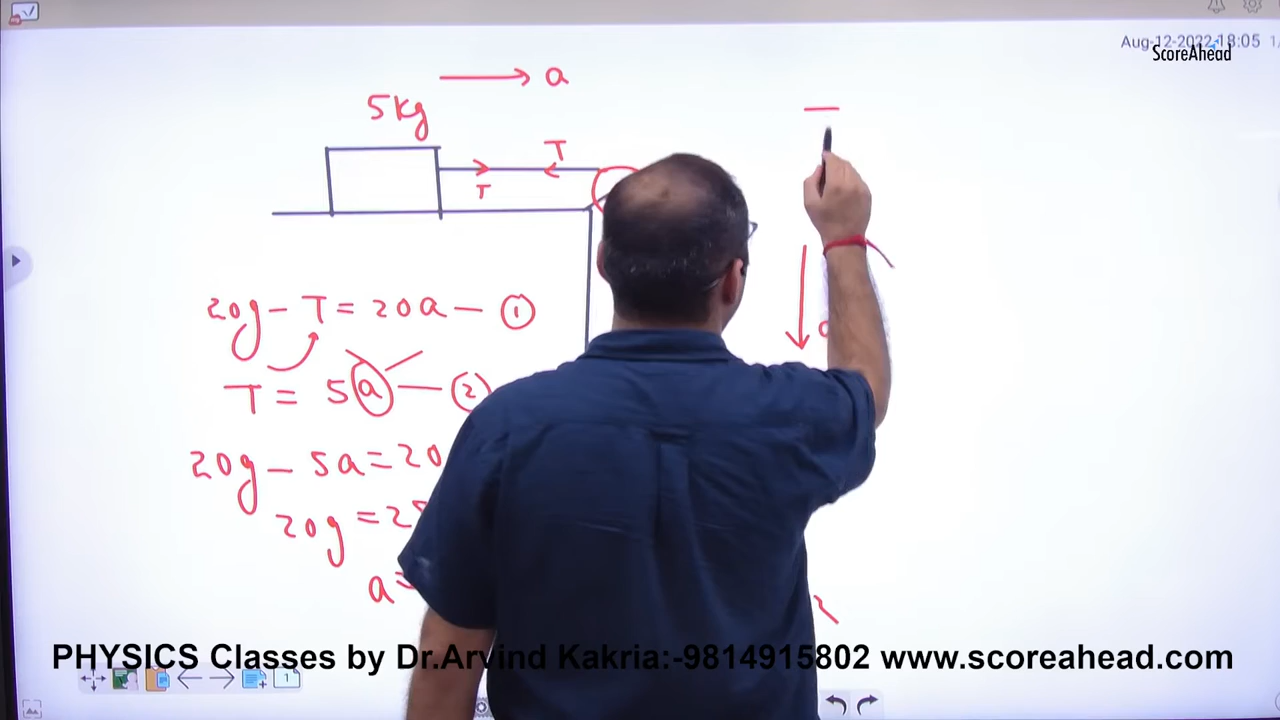 Aug-12-2022 18:05
ScoreAhead
a
5kg
T
T
20g - T = 20a — ①
T = 5a — ②
20g - 5a = 20
20g = 2
a =
PHYSICS Classes by Dr.Arvind Kakria:-9814915802 www.scoreahead.com
1